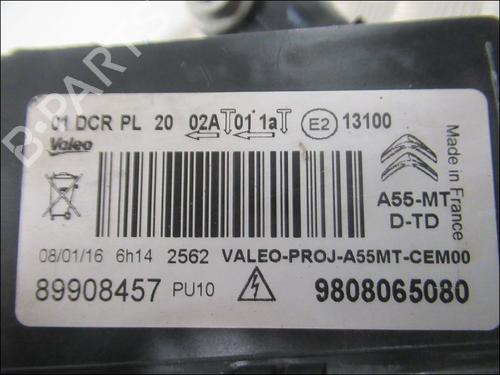 01 DCR PL 20 02A 01 1a E2 13100
Valeo
Made in France
A55-MT
D-TD
08/01/16 6h14 2562 VALEO-PROJ-A55MT-CEM00
89908457 PU10 9808065080
B-PARTS